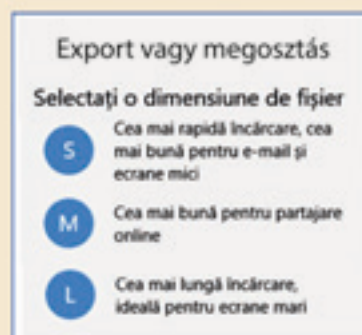 Export vagy megosztás
Selectați o dimensiune de fișier
S
Cea mai rapidă încărcare, cea
mai bună pentru e-mail și
ecrane mici
M
Cea mai bună pentru partajare
online
L
Cea mai lungă încărcare,
ideală pentru ecrane mari